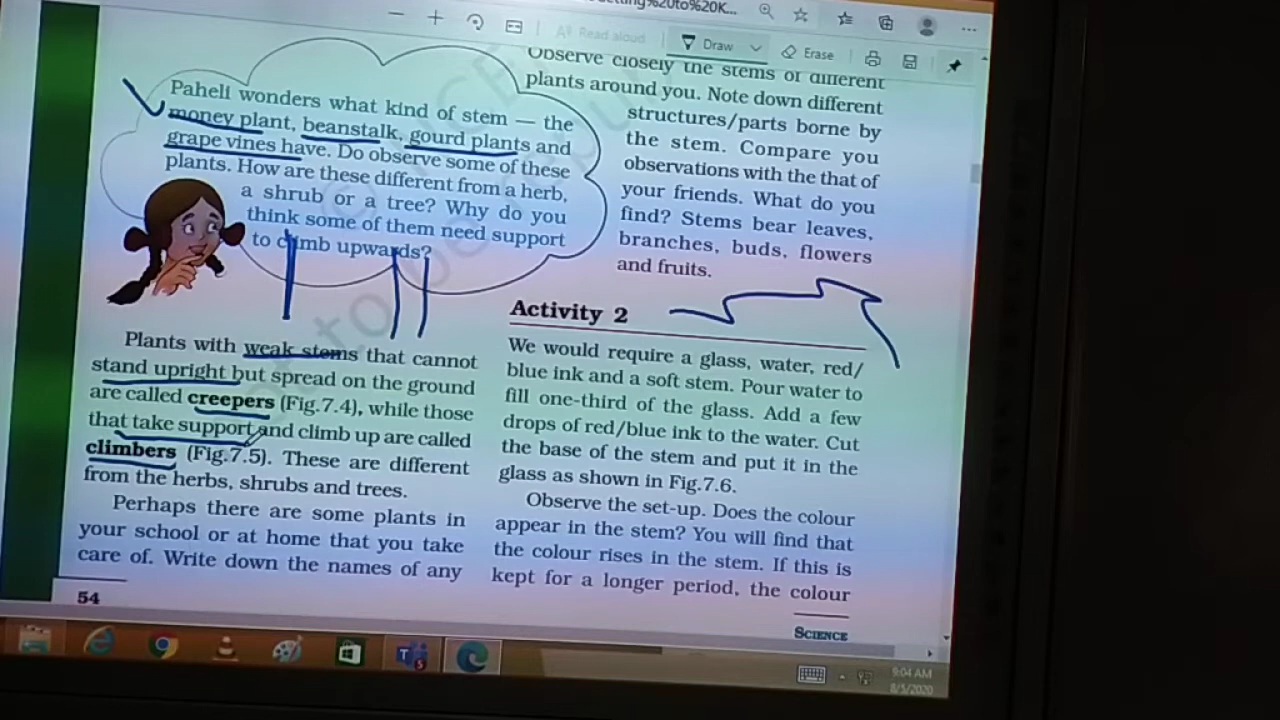 Read aloud
Draw
Erase
Paheli wonders what kind of stem — the
money plant, beanstalk, gourd plants and
grape vines have. Do observe some of these
plants. How are these different from a herb,
a shrub or a tree? Why do you
think some of them need support
to climb upwards?
Plants with weak stems that cannot
stand upright but spread on the ground
are called creepers (Fig.7.4), while those
that take support and climb up are called
climbers (Fig.7.5). These are different
from the herbs, shrubs and trees.
Perhaps there are some plants in
your school or at home that you take
care of. Write down the names of any
54
Observe closely the stems of different
plants around you. Note down different
structures/parts borne by
the stem. Compare you
observations with the that of
your friends. What do you
find? Stems bear leaves,
branches, buds, flowers
and fruits.
Activity 2
We would require a glass, water, red/
blue ink and a soft stem. Pour water to
fill one-third of the glass. Add a few
drops of red/blue ink to the water. Cut
the base of the stem and put it in the
glass as shown in Fig.7.6.
Observe the set-up. Does the colour
appear in the stem? You will find that
the colour rises in the stem. If this is
kept for a longer period, the colour
SCIENCE
9:04 AM
8/5/2020